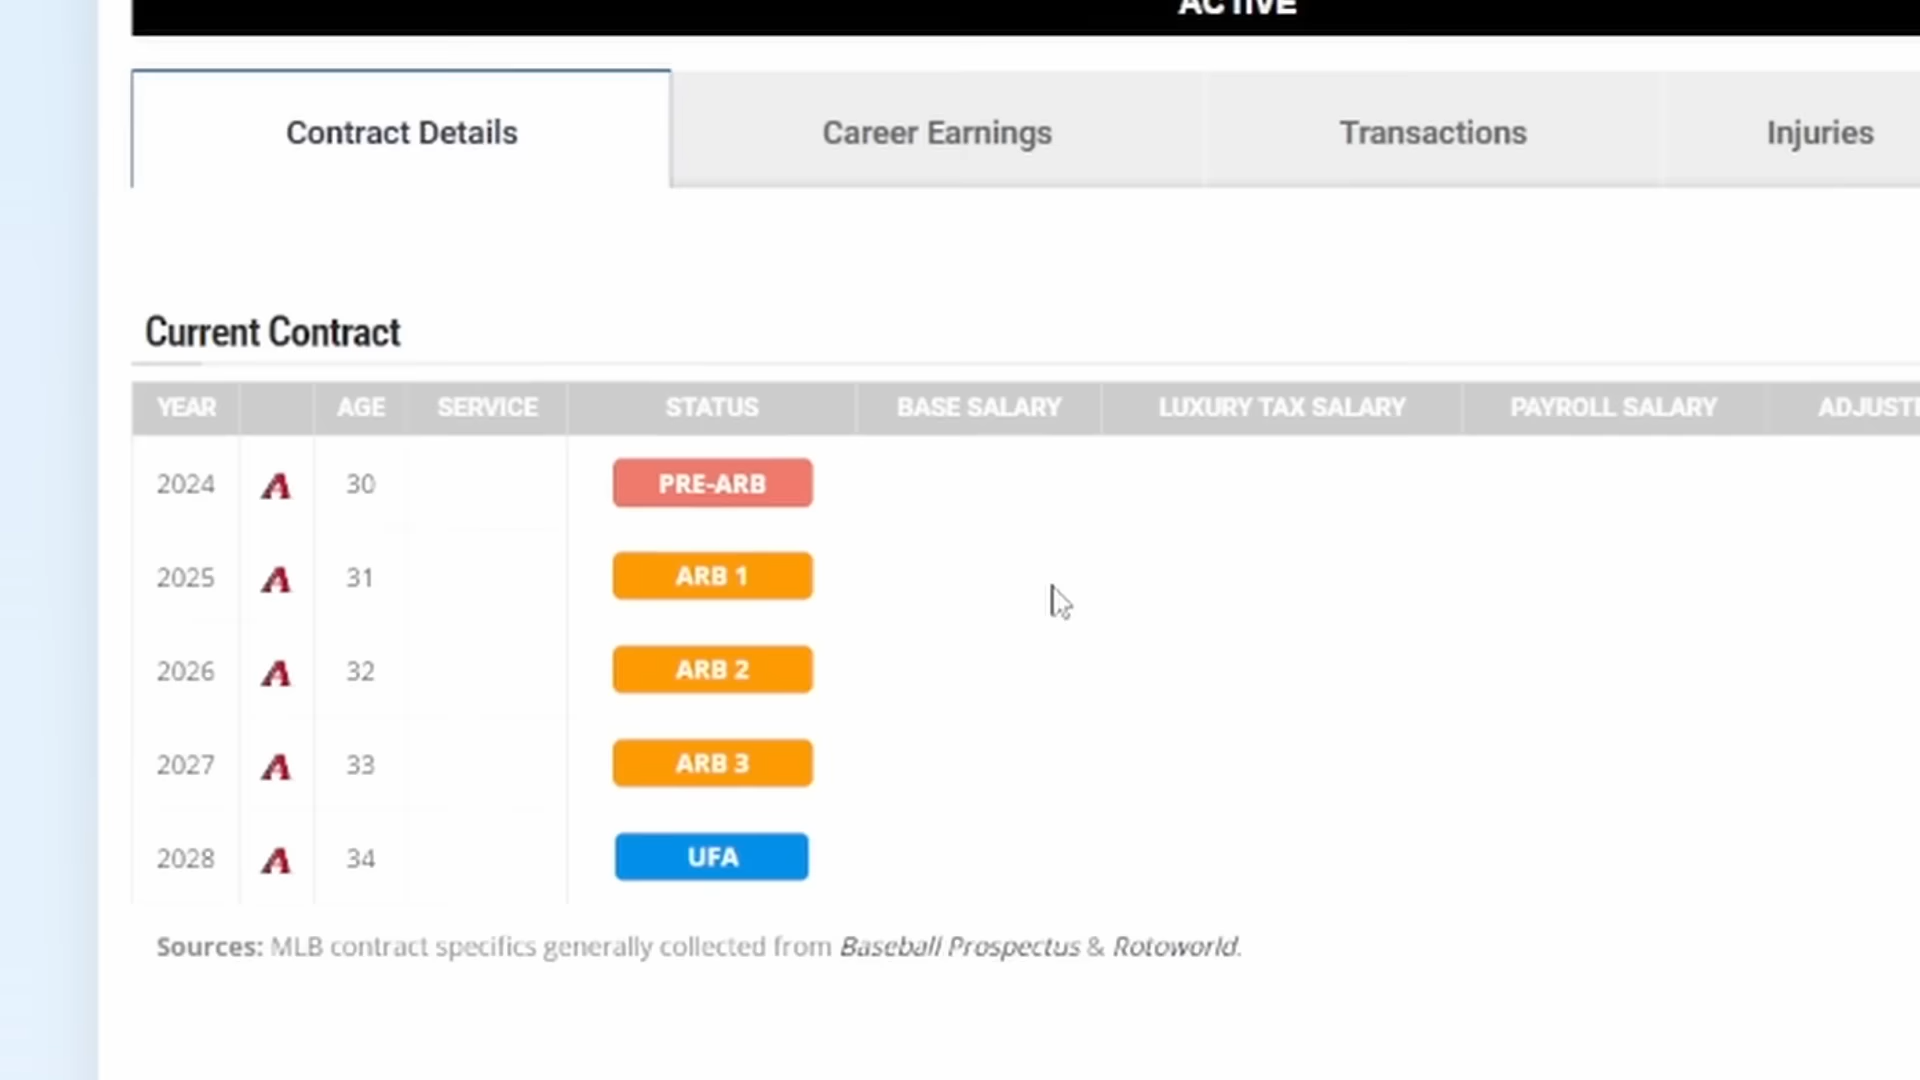 ACTIVE
Contract Details Career Earnings Transactions Injuries
Current Contract
YEAR AGE SERVICE STATUS BASE SALARY LUXURY TAX SALARY PAYROLL SALARY
2024 A 30 PRE-ARB
2025 A 31 ARB 1
2026 A 32 ARB 2
2027 A 33 ARB 3
2028 A 34 UFA
Sources: MLB contract specifics generally collected from Baseball Prospectus & Rotoworld.